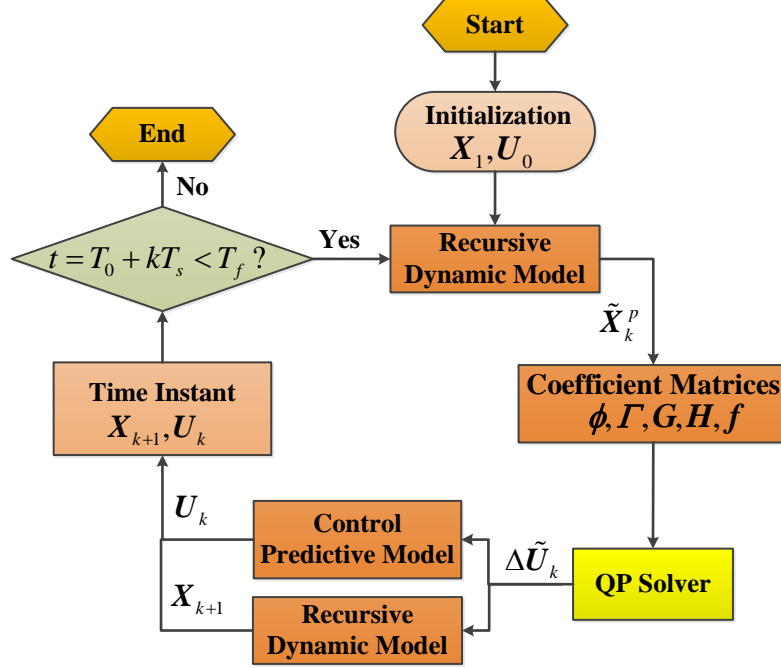 Start
Initialization
X₁, U₀
End
No
t = T₀ + kTₛ < T_f ?
Yes
Recursive
Dynamic Model
X̃ₖᵖ
Time Instant
Xₖ₊₁, Uₖ
Coefficient Matrices
ϕ, Γ, G, H, f
Uₖ
Control
Predictive Model
ΔŨₖ
QP Solver
Xₖ₊₁
Recursive
Dynamic Model